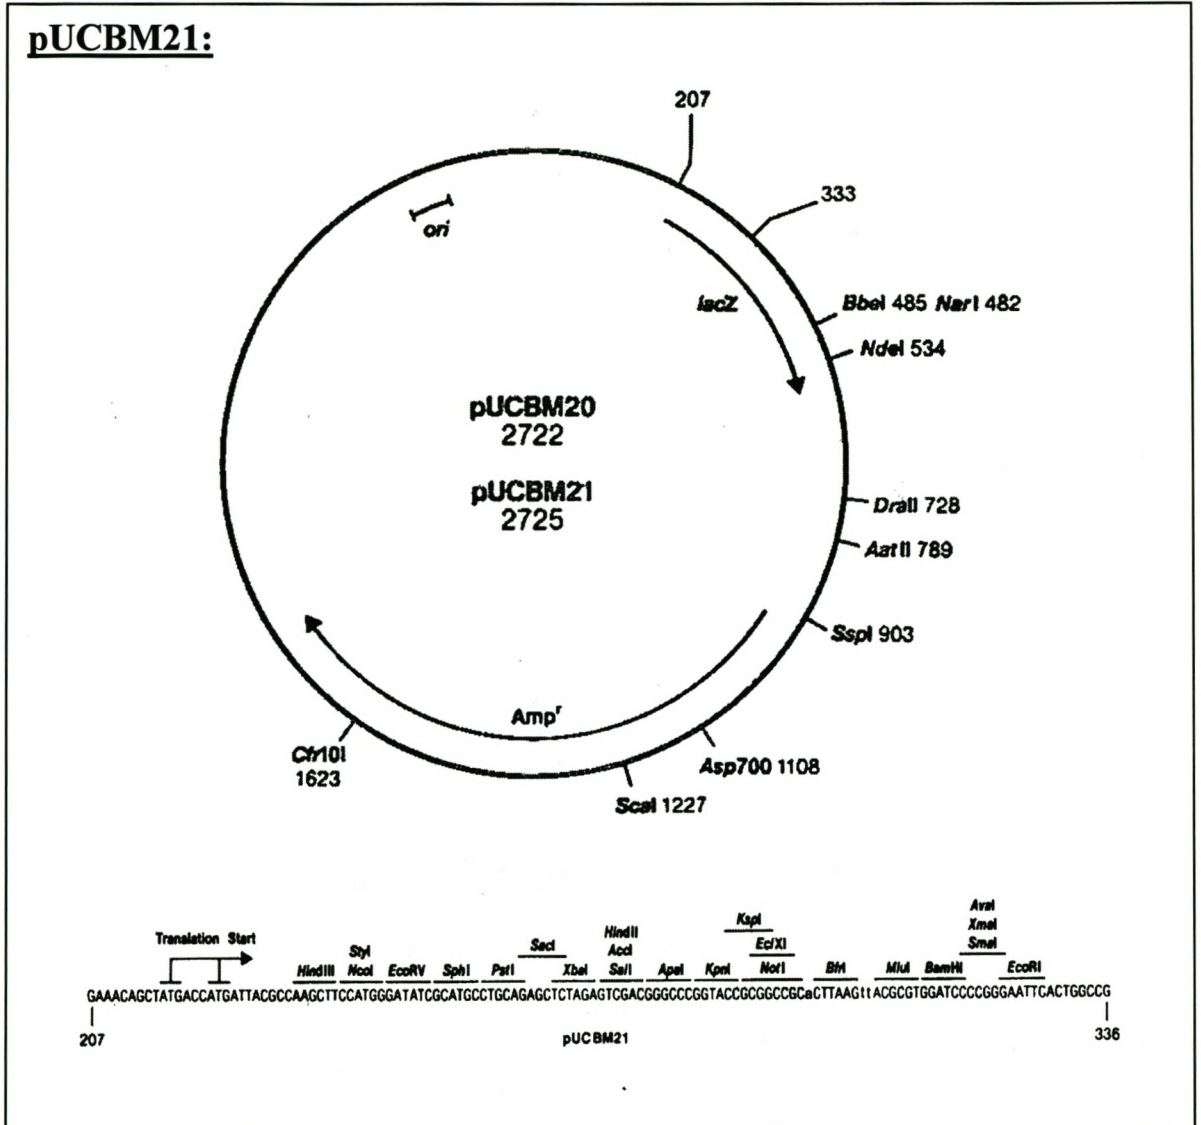 pUCBM21:
207
333
ori
lacZ
BbeI 485 NarI 482
NdeI 534
pUCBM20
2722
pUCBM21
2725
DraII 728
AatII 789
SspI 903
Ampr
Cfr10I
1623
Asp700 1108
ScaI 1227
AvaI
KspI XmaI
HindII
Translation Start SacI AccI EclXI SmaI
StyI
HindIII NcoI EcoRV SphI PstI XbaI SalI ApaI KpnI NotI BfrI MluI BamHI EcoRI
GAAACAGCTATGACCATGATTACGCCAAGCTTCCATGGGATATCGCATGCCTGCAGAGCTCTAGAGTCGACGGGCCCGGTACCGCGGCCGCaCTTAAGttACGCGTGGATCCCCGGGAATTCACTGGCCG
207 pUCBM21 336